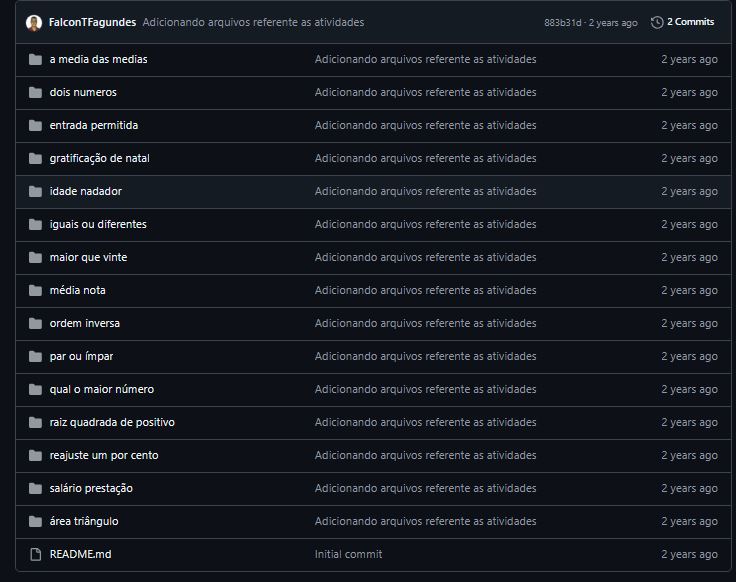 FalconTFagundes Adicionando arquivos referente as atividades 883b31d · 2 years ago 2 Commits
a media das medias Adicionando arquivos referente as atividades 2 years ago
dois numeros Adicionando arquivos referente as atividades 2 years ago
entrada permitida Adicionando arquivos referente as atividades 2 years ago
gratificação de natal Adicionando arquivos referente as atividades 2 years ago
idade nadador Adicionando arquivos referente as atividades 2 years ago
iguais ou diferentes Adicionando arquivos referente as atividades 2 years ago
maior que vinte Adicionando arquivos referente as atividades 2 years ago
média nota Adicionando arquivos referente as atividades 2 years ago
ordem inversa Adicionando arquivos referente as atividades 2 years ago
par ou ímpar Adicionando arquivos referente as atividades 2 years ago
qual o maior número Adicionando arquivos referente as atividades 2 years ago
raiz quadrada de positivo Adicionando arquivos referente as atividades 2 years ago
reajuste um por cento Adicionando arquivos referente as atividades 2 years ago
salário prestação Adicionando arquivos referente as atividades 2 years ago
área triângulo Adicionando arquivos referente as atividades 2 years ago
README.md Initial commit 2 years ago